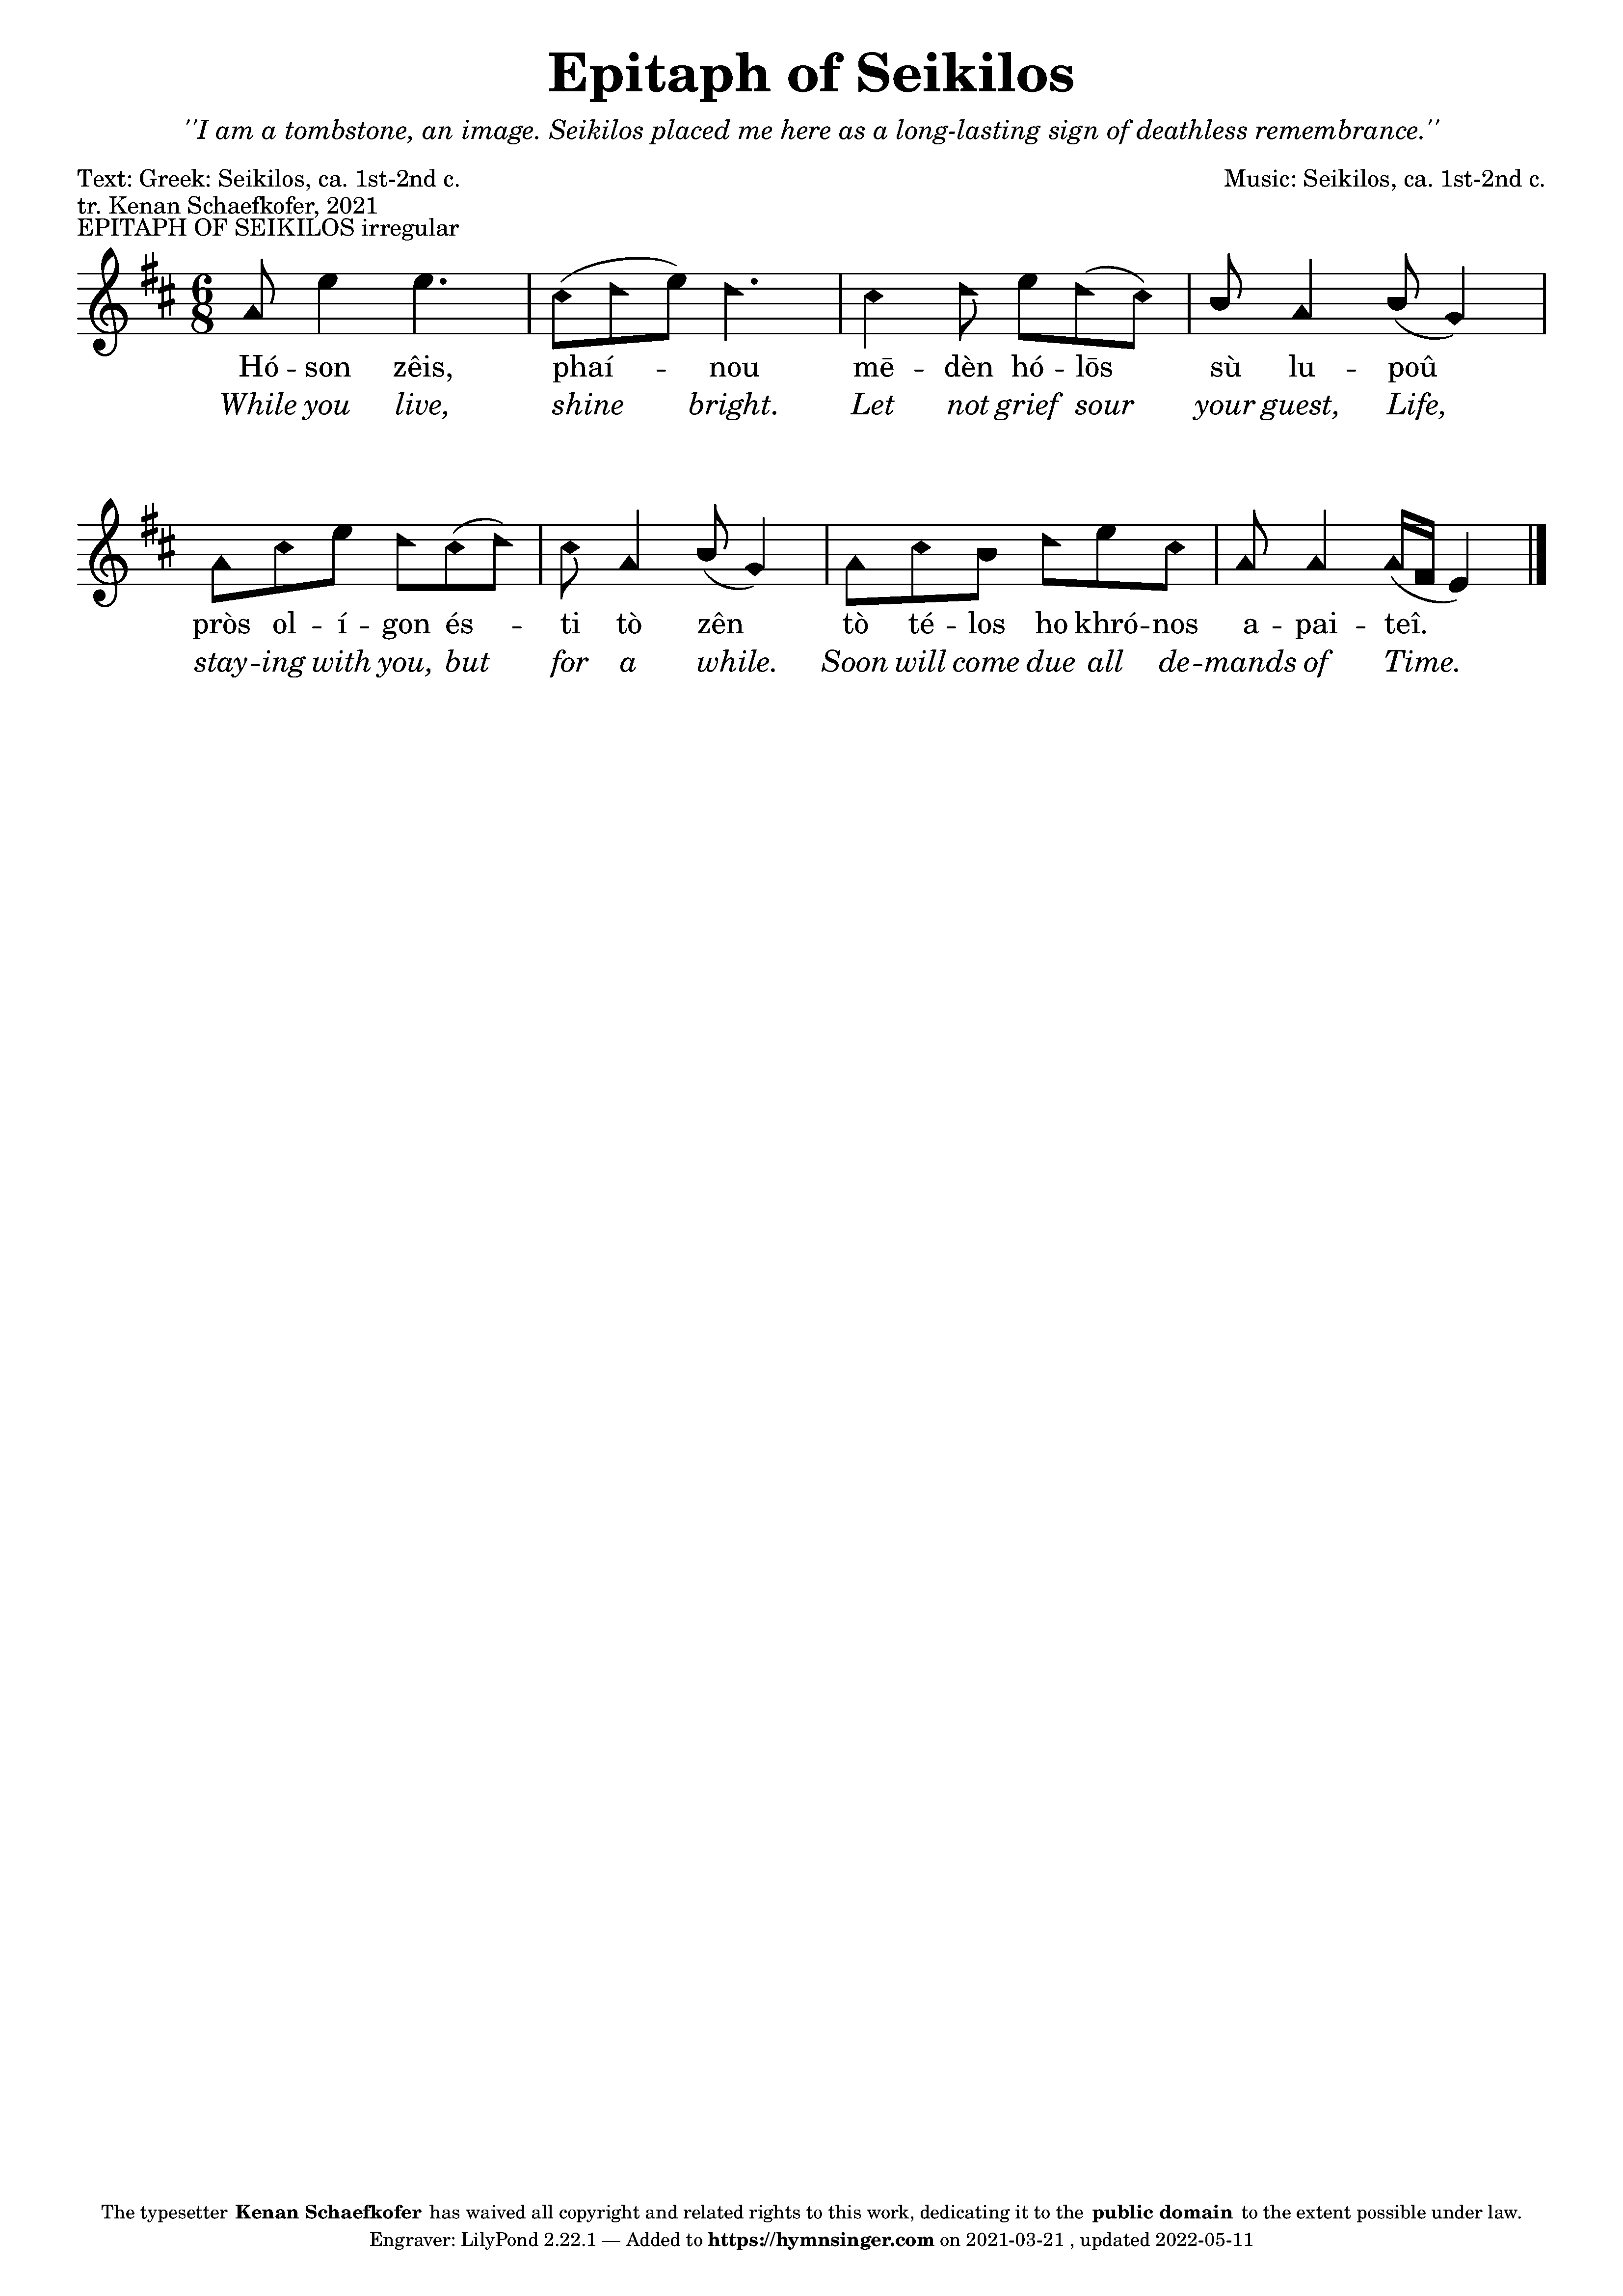 Epitaph of Seikilos
''I am a tombstone, an image. Seikilos placed me here as a long-lasting sign of deathless remembrance.''
Text: Greek: Seikilos, ca. 1st-2nd c.
Music: Seikilos, ca. 1st-2nd c.
tr. Kenan Schaefkofer, 2021
EPITAPH OF SEIKILOS irregular
6
8
Hó - son zêis, phaí - nou mē - dèn hó - lōs sù lu - poû
While you live, shine bright. Let not grief sour your guest, Life,
pròs ol - í - gon és - ti tò zên tò té - los ho khró - nos a - pai - teî.
stay - ing with you, but for a while. Soon will come due all de - mands of Time.
The typesetter Kenan Schaefkofer has waived all copyright and related rights to this work, dedicating it to the public domain to the extent possible under law.
Engraver: LilyPond 2.22.1 — Added to https://hymnsinger.com on 2021-03-21 , updated 2022-05-11